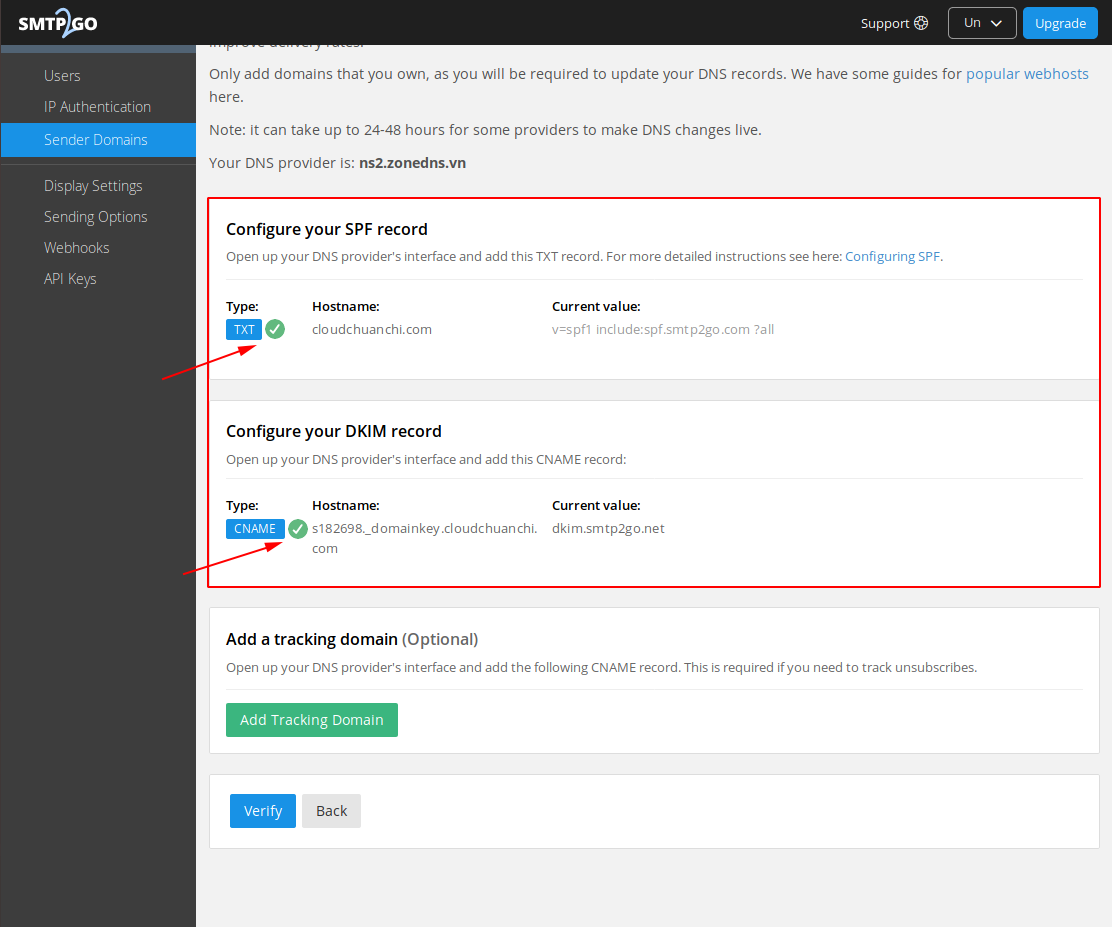 SMTP2GO
Support
Un
Upgrade
Users
IP Authentication
Sender Domains
Display Settings
Sending Options
Webhooks
API Keys
improve delivery rates.
Only add domains that you own, as you will be required to update your DNS records. We have some guides for popular webhosts
here.
Note: it can take up to 24-48 hours for some providers to make DNS changes live.
Your DNS provider is: ns2.zonedns.vn
Configure your SPF record
Open up your DNS provider's interface and add this TXT record. For more detailed instructions see here: Configuring SPF.
Type: Hostname: Current value:
TXT cloudchuanchi.com v=spf1 include:spf.smtp2go.com ?all
Configure your DKIM record
Open up your DNS provider's interface and add this CNAME record:
Type: Hostname: Current value:
CNAME s182698._domainkey.cloudchuanchi. dkim.smtp2go.net
com
Add a tracking domain (Optional)
Open up your DNS provider's interface and add the following CNAME record. This is required if you need to track unsubscribes.
Add Tracking Domain
Verify Back